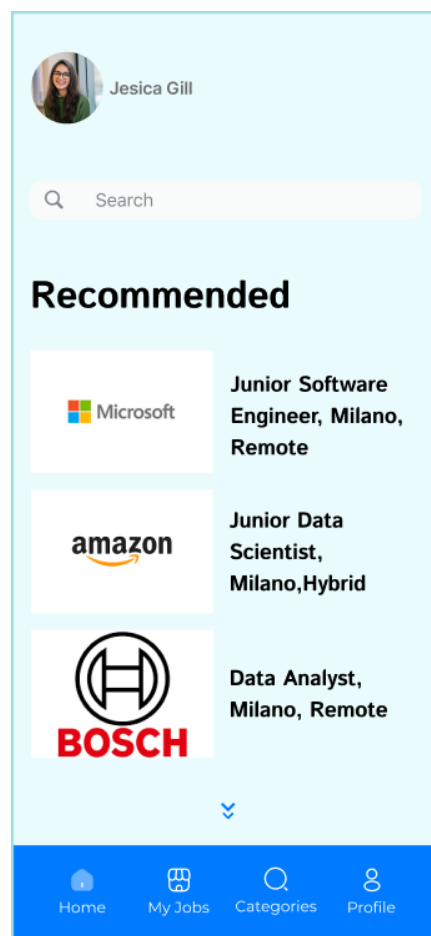 Jesica Gill
Search
Recommended
Microsoft
Junior Software
Engineer, Milano,
Remote
amazon
Junior Data
Scientist,
Milano,Hybrid
BOSCH
Data Analyst,
Milano, Remote
Home
My Jobs
Categories
Profile